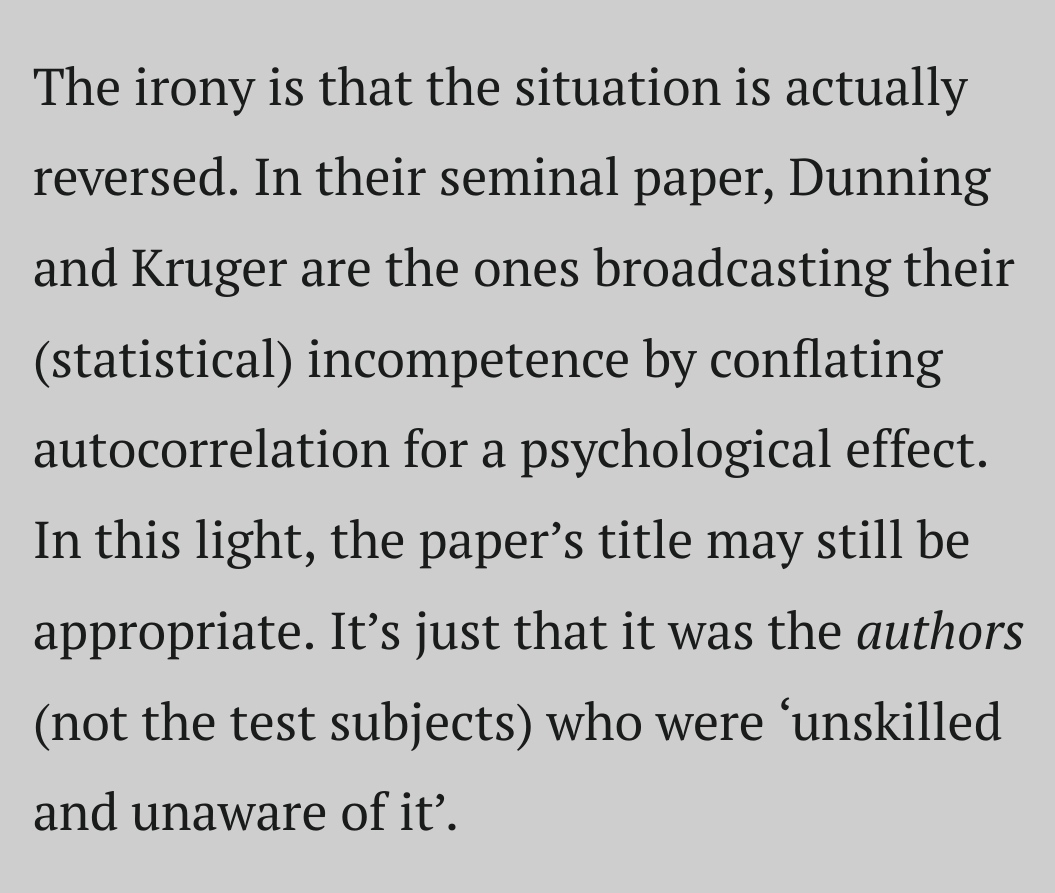 The irony is that the situation is actually
reversed. In their seminal paper, Dunning
and Kruger are the ones broadcasting their
(statistical) incompetence by conflating
autocorrelation for a psychological effect.
In this light, the paper’s title may still be
appropriate. It’s just that it was the authors
(not the test subjects) who were ‘unskilled
and unaware of it’.